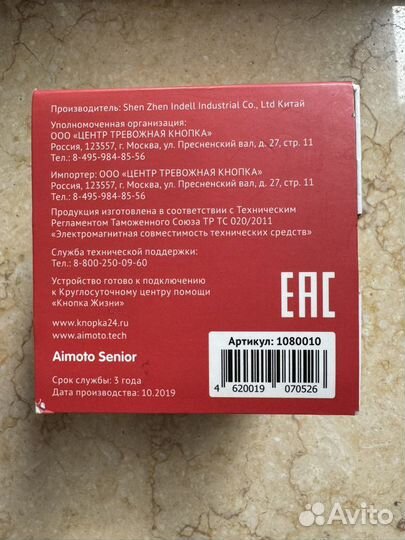 Производитель: Shen Zhen Indell Industrial Co., Ltd Китай
Уполномоченная организация:
ООО «ЦЕНТР ТРЕВОЖНАЯ КНОПКА»
Россия, 123557, г. Москва, ул. Пресненский вал, д. 27, стр. 11
Тел.: 8-495-984-85-56
Импортер: ООО «ЦЕНТР ТРЕВОЖНАЯ КНОПКА»
Россия, 123557, г. Москва, ул. Пресненский вал, д. 27, стр. 11
Тел.: 8-495-984-85-56
Продукция изготовлена в соответствии с Техническим
Регламентом Таможенного Союза ТР ТС 020/2011
«Электромагнитная совместимость технических средств»
Служба технической поддержки:
Тел.: 8-800-250-09-60
Устройство готово к подключению
к Круглосуточному центру помощи
«Кнопка Жизни»
EAC
www.knopka24.ru
www.aimoto.tech
Aimoto Senior
Срок службы: 3 года
Дата производства: 10.2019
Артикул: 1080010
4 620019 070526
Avito